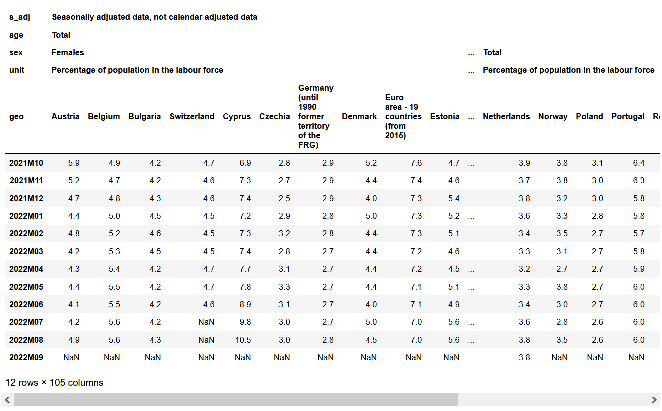 s_adj Seasonally adjusted data, not calendar adjusted data
age Total
sex Females ... Total
unit Percentage of population in the labour force ... Percentage of population in the labour force
geo Austria Belgium Bulgaria Switzerland Cyprus Czechia Germany (until 1990 former territory of the FRG) Denmark Euro area - 19 countries (from 2015) Estonia ... Netherlands Norway Poland Portugal
2021M10 5.9 4.9 4.2 4.7 6.9 2.8 2.9 5.2 7.6 4.7 ... 3.9 3.8 3.1 6.4
2021M11 5.2 4.7 4.2 4.6 7.3 2.7 2.9 4.4 7.4 4.6 ... 3.7 3.8 3.0 6.3
2021M12 4.7 4.8 4.3 4.6 7.4 2.5 2.9 4.0 7.3 5.4 ... 3.8 3.2 3.0 5.8
2022M01 4.4 5.0 4.5 4.5 7.2 2.9 2.8 5.0 7.3 5.2 ... 3.6 3.3 2.8 5.8
2022M02 4.8 5.2 4.6 4.5 7.3 3.2 2.8 4.4 7.3 5.1 ... 3.4 3.5 2.7 5.7
2022M03 4.2 5.3 4.5 4.5 7.4 2.8 2.7 4.4 7.2 4.6 ... 3.3 3.1 2.7 5.8
2022M04 4.3 5.4 4.2 4.7 7.7 3.1 2.7 4.4 7.2 4.5 ... 3.2 2.7 2.7 5.9
2022M05 4.4 5.5 4.2 4.7 7.8 3.3 2.7 4.4 7.1 5.1 ... 3.3 3.8 2.7 6.0
2022M06 4.1 5.5 4.2 4.6 8.9 3.1 2.7 4.0 7.1 4.9 ... 3.4 3.0 2.7 6.0
2022M07 4.2 5.6 4.2 NaN 9.8 3.0 2.7 5.0 7.0 5.6 ... 3.6 2.8 2.6 6.0
2022M08 4.9 5.6 4.3 NaN 10.5 3.0 2.8 4.5 7.0 5.6 ... 3.8 3.5 2.6 6.0
2022M09 NaN NaN NaN NaN NaN NaN NaN NaN NaN NaN ... 3.8 NaN NaN NaN
12 rows × 105 columns